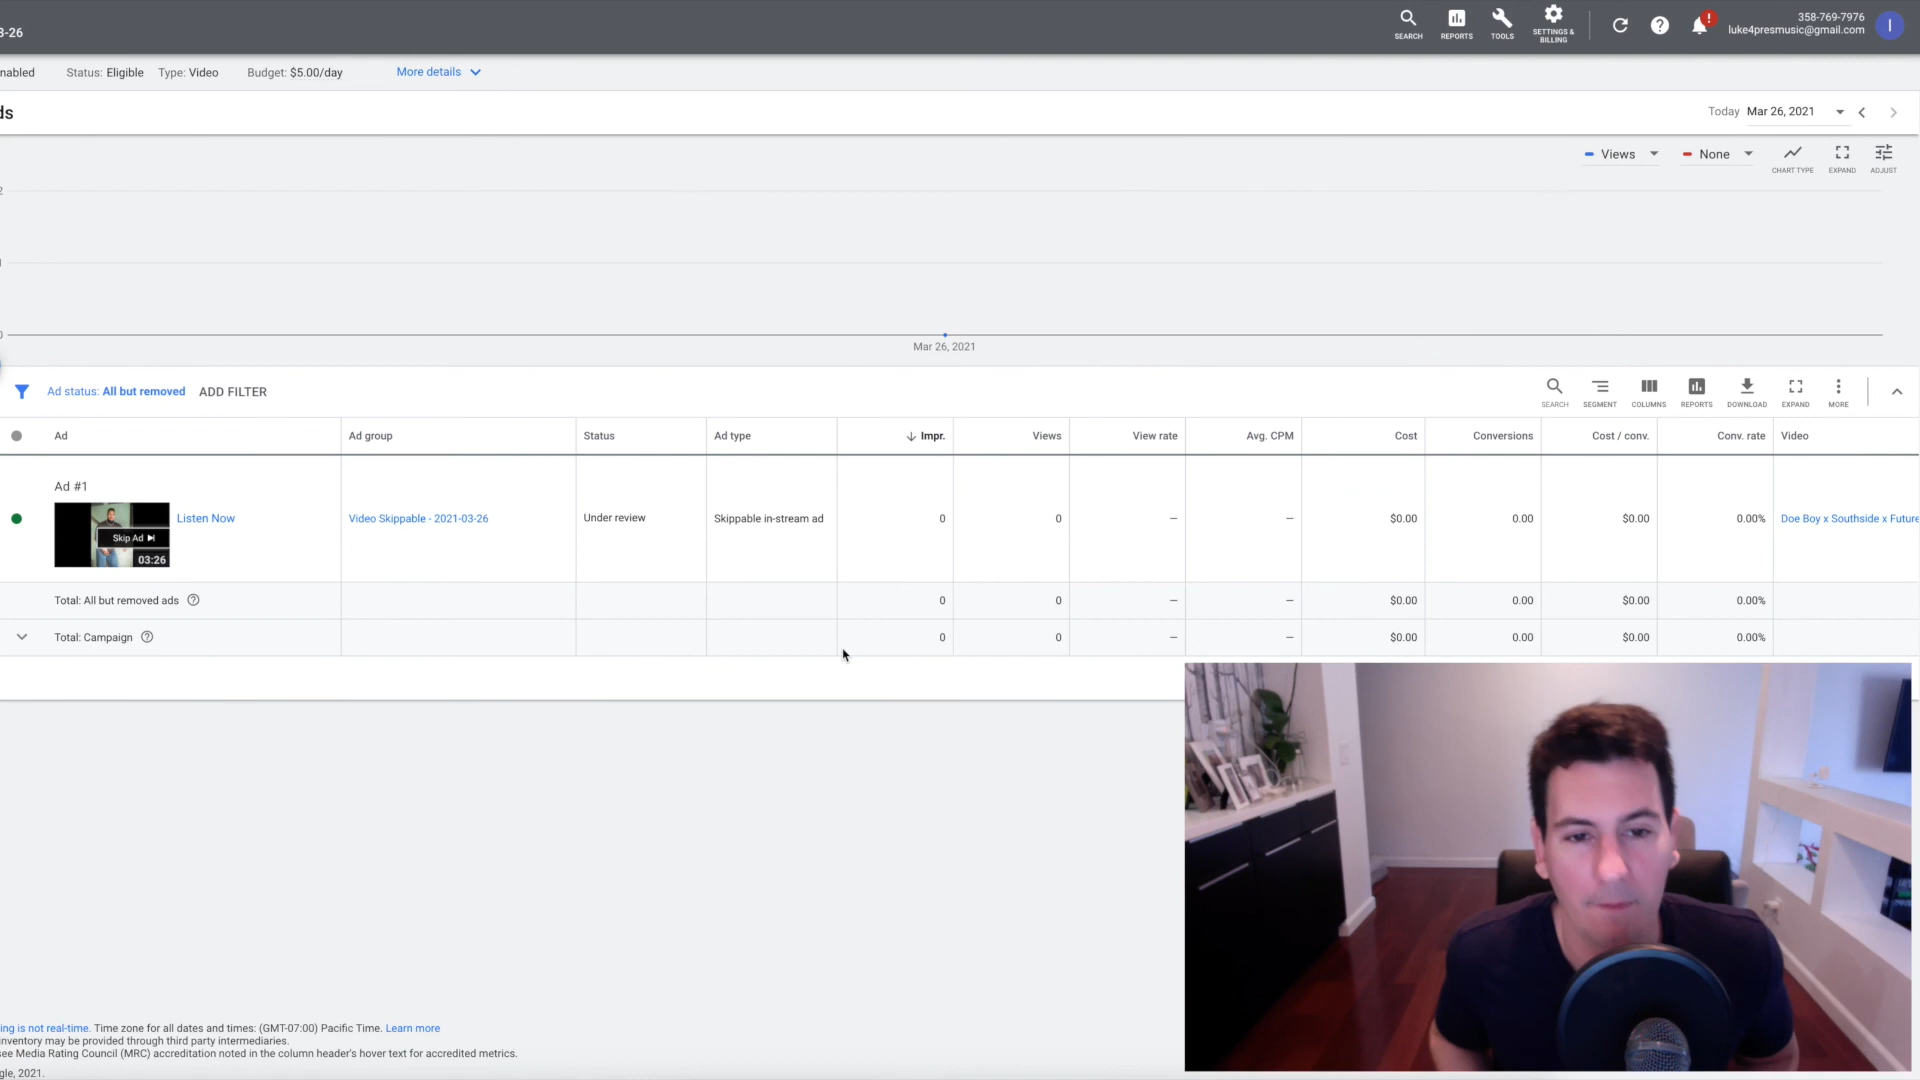 3-26
SEARCH
REPORTS
TOOLS
SETTINGS & BILLING
!
358-769-7976
luke4presmusic@gmail.com
nabled
Status: Eligible Type: Video Budget: $5.00/day More details
ds
Today Mar 26, 2021
Views None
CHART TYPE EXPAND ADJUST
2
1
0
Mar 26, 2021
Ad status: All but removed ADD FILTER
SEARCH SEGMENT COLUMNS REPORTS DOWNLOAD EXPAND MORE
Ad Ad group Status Ad type Impr. Views View rate Avg. CPM Cost Conversions Cost / conv. Conv. rate Video
Ad #1
Skip Ad
03:26
Listen Now Video Skippable - 2021-03-26 Under review Skippable in-stream ad 0 0 – – $0.00 0.00 $0.00 0.00% Doe Boy x Southside x Future
Total: All but removed ads 0 0 – – $0.00 0.00 $0.00 0.00%
Total: Campaign 0 0 – – $0.00 0.00 $0.00 0.00%
ing is not real-time. Time zone for all dates and times: (GMT-07:00) Pacific Time. Learn more
inventory may be provided through third party intermediaries.
see Media Rating Council (MRC) accreditation noted in the column header's hover text for accredited metrics.
gle, 2021.